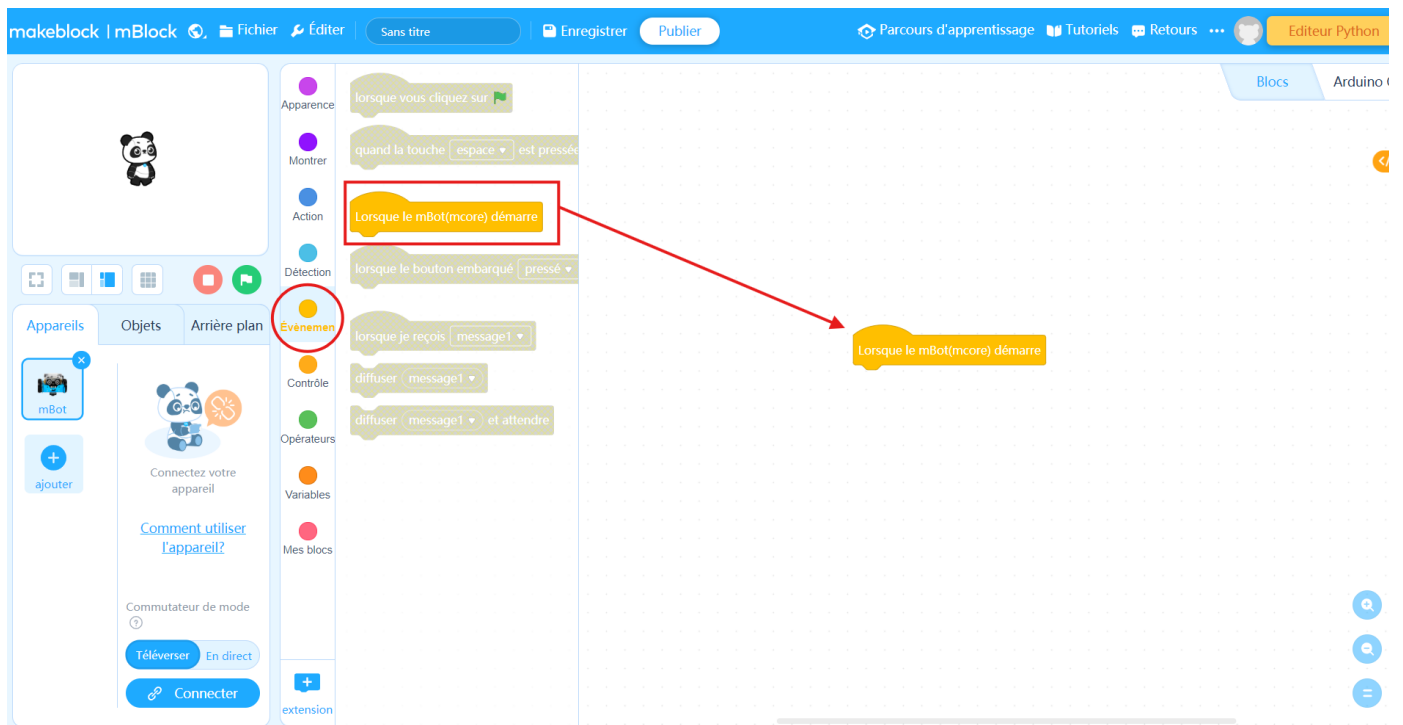 makeblock | mBlock Fichier Éditer Sans titre Enregistrer Publier Parcours d'apprentissage Tutoriels Retours ••• Editeur Python
Blocs Arduino
Apparence
Montrer
Action
Détection
Évènemen
Contrôle
Opérateurs
Variables
Mes blocs
extension
lorsque vous cliquez sur
quand la touche espace est pressée
Lorsque le mBot(mcore) démarre
lorsque le bouton embarqué pressé
lorsque je reçois message1
diffuser message1
diffuser message1 et attendre
Lorsque le mBot(mcore) démarre
Appareils Objets Arrière plan
mBot
ajouter
Connectez votre
appareil
Comment utiliser
l'appareil?
Commutateur de mode
?
Téléverser En direct
Connecter